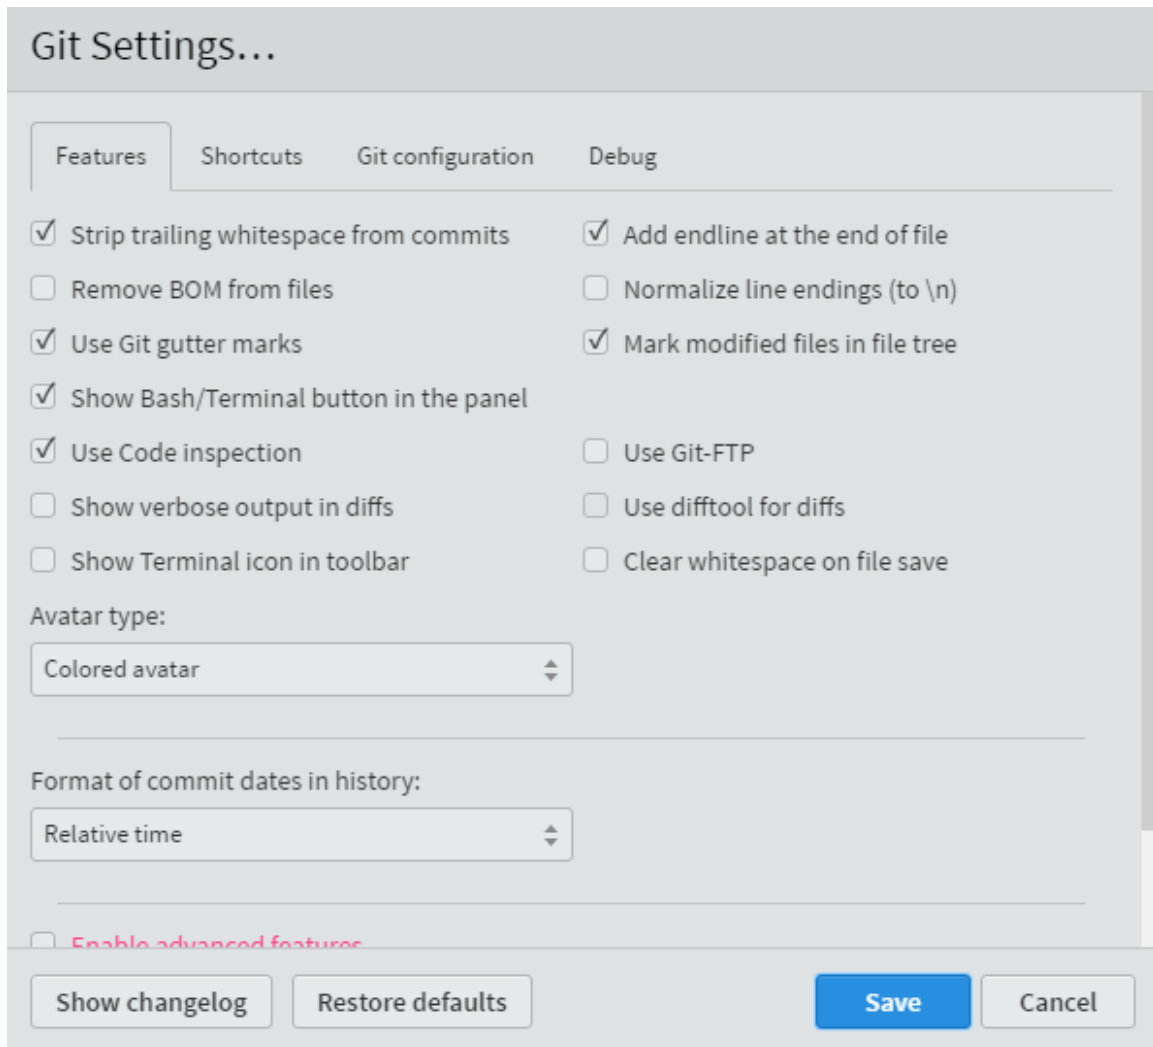 Git Settings...
Features Shortcuts Git configuration Debug
Strip trailing whitespace from commits Add endline at the end of file
Remove BOM from files Normalize line endings (to \n)
Use Git gutter marks Mark modified files in file tree
Show Bash/Terminal button in the panel
Use Code inspection Use Git-FTP
Show verbose output in diffs Use difftool for diffs
Show Terminal icon in toolbar Clear whitespace on file save
Avatar type:
Colored avatar
Format of commit dates in history:
Relative time
Enable advanced features
Show changelog Restore defaults Save Cancel